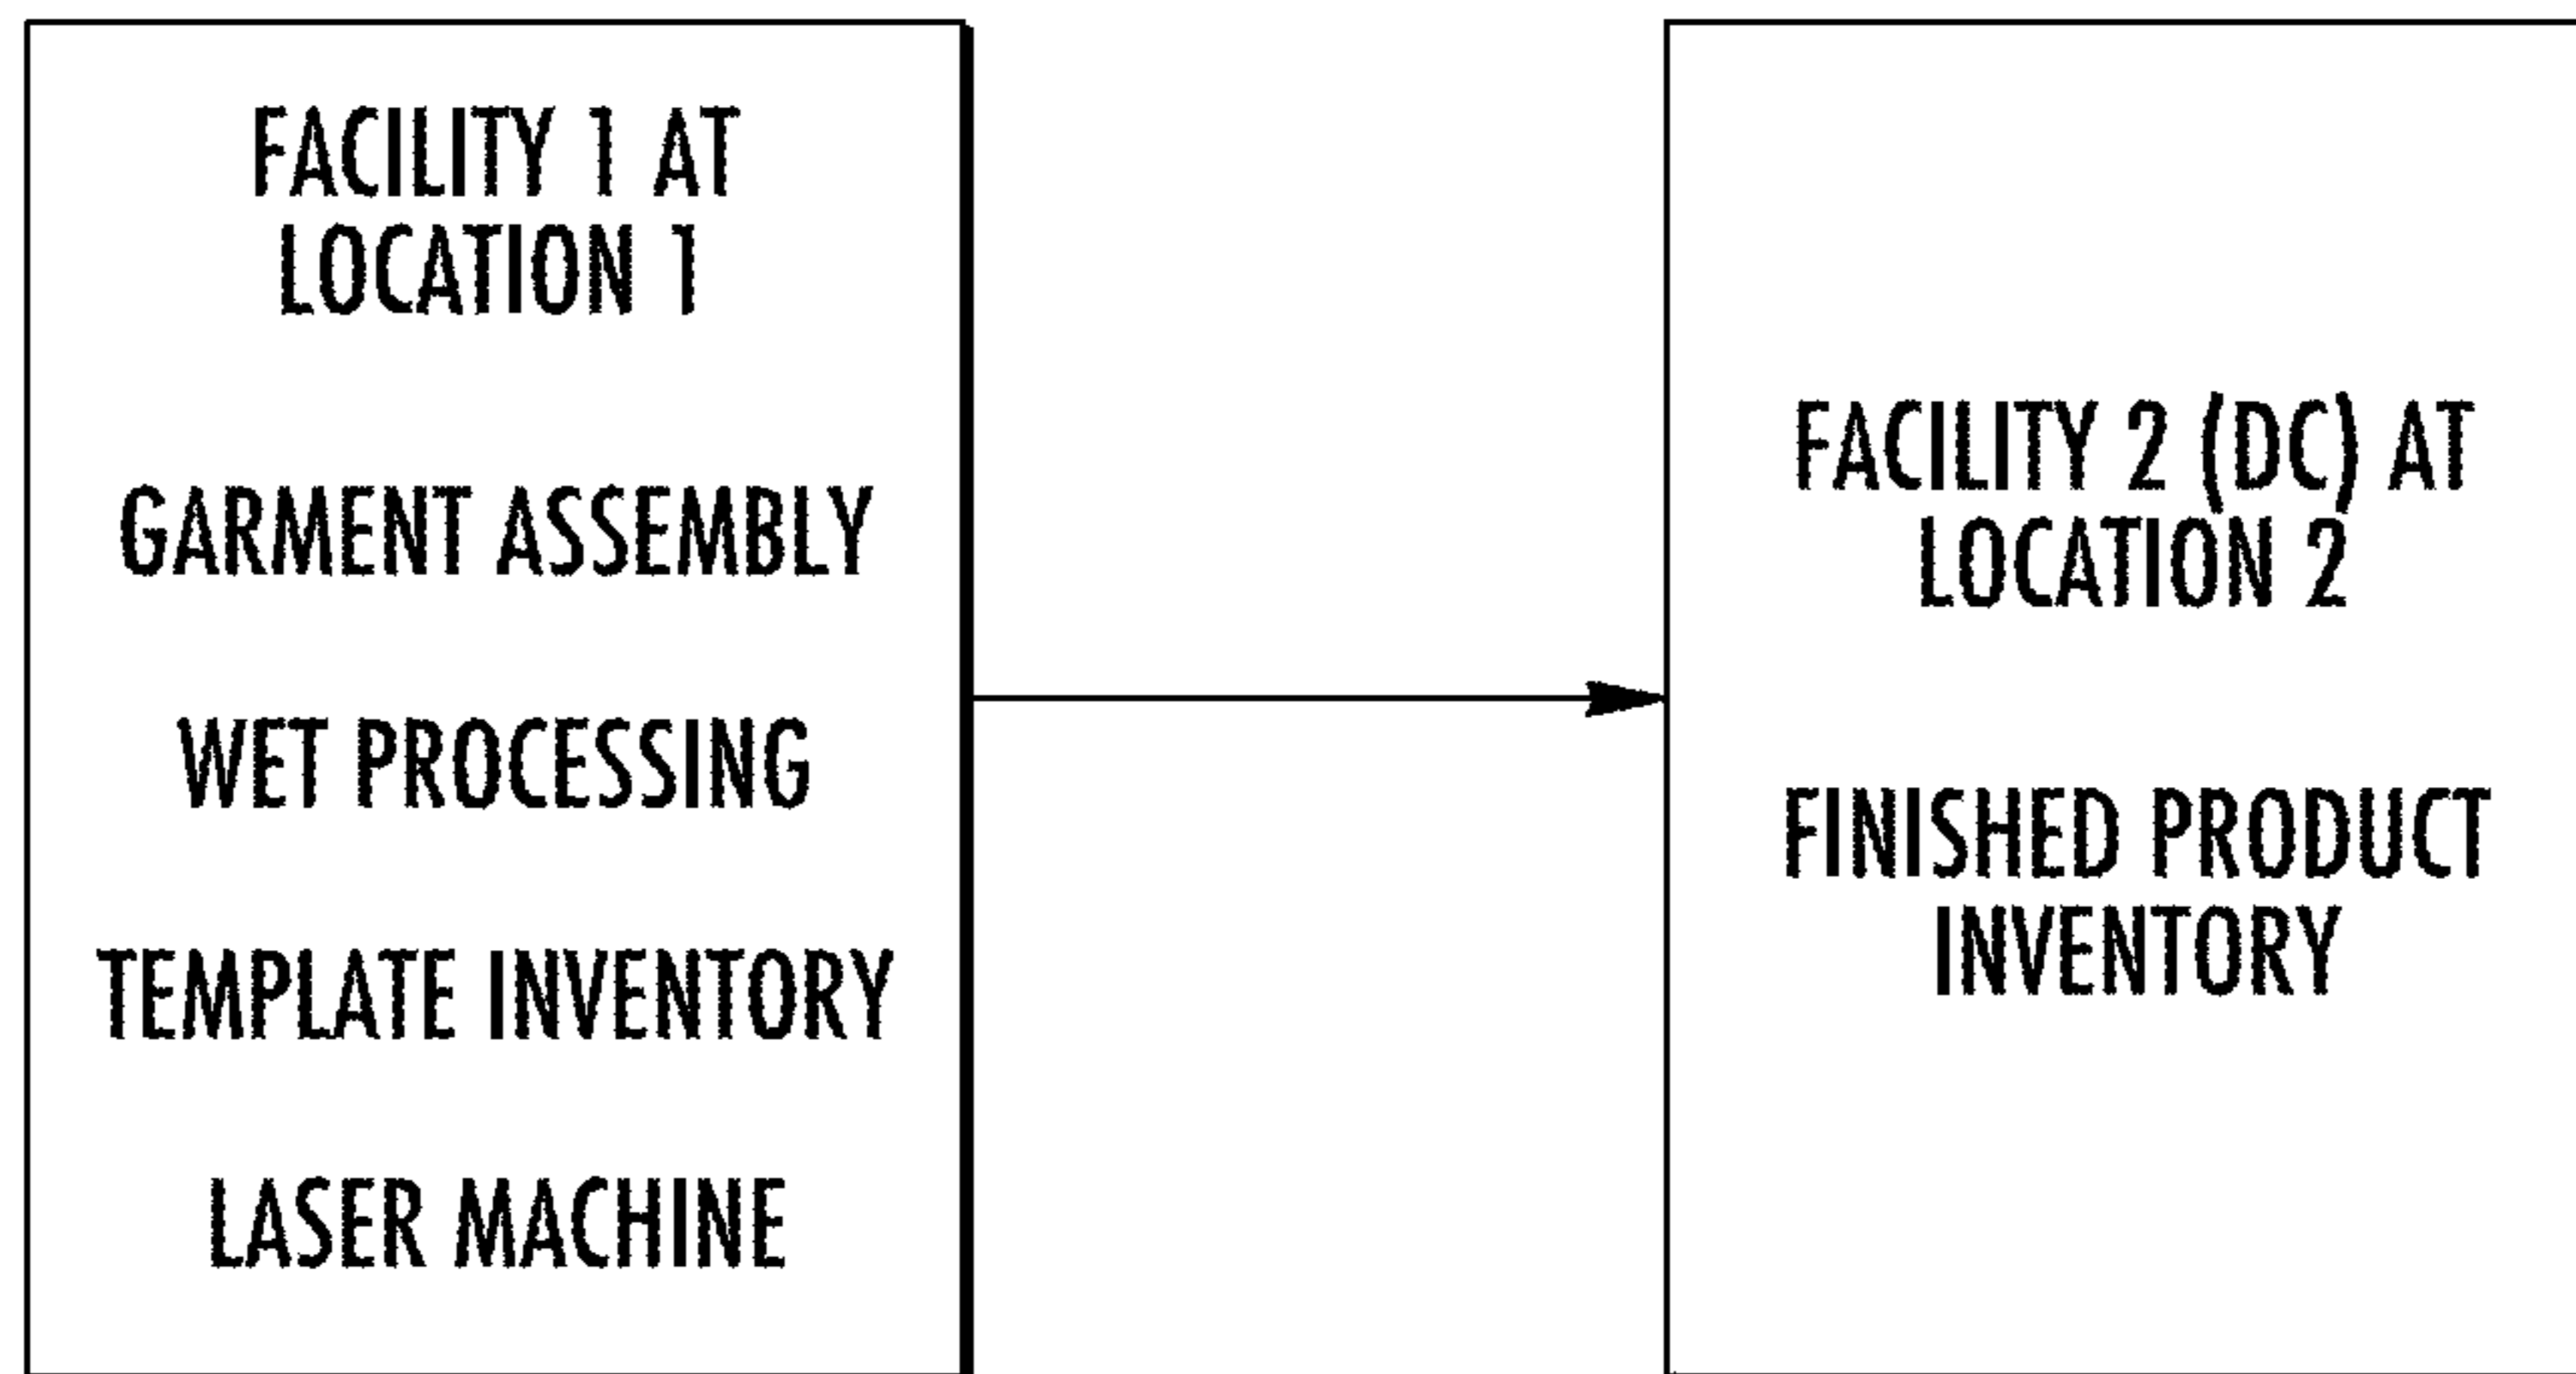 FACILITY 1 AT
LOCATION 1
GARMENT ASSEMBLY
WET PROCESSING
TEMPLATE INVENTORY
LASER MACHINE
FACILITY 2 (DC) AT
LOCATION 2
FINISHED PRODUCT
INVENTORY